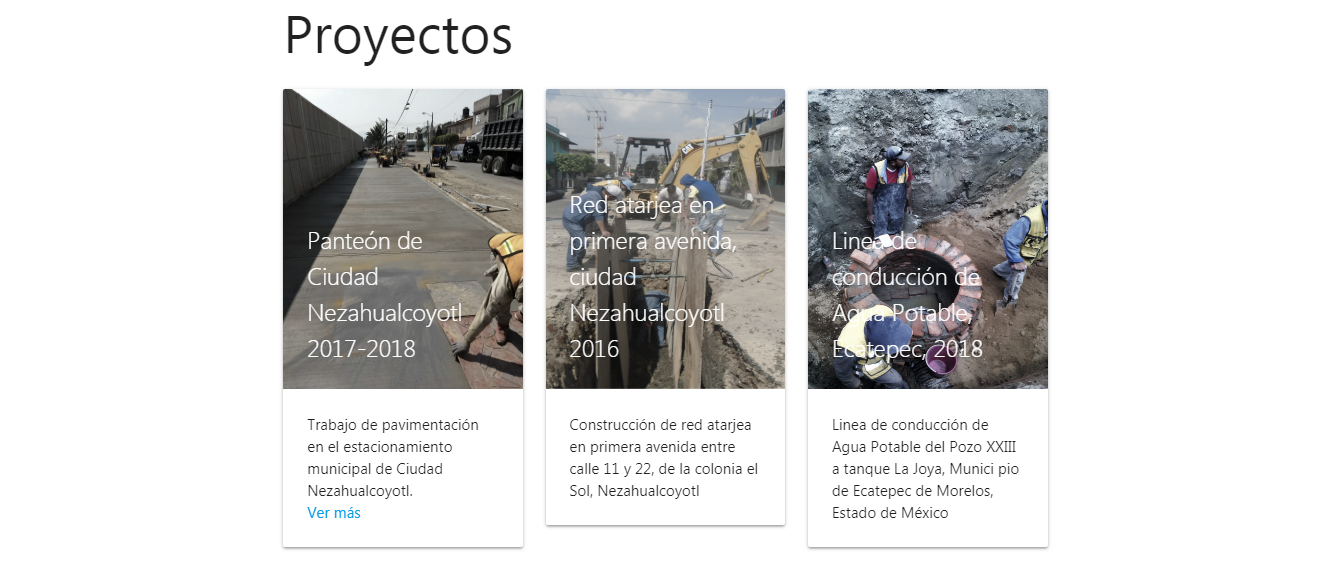 Proyectos
Panteón de
Ciudad
Nezahualcoyotl
2017-2018
Trabajo de pavimentación
en el estacionamiento
municipal de Ciudad
Nezahualcoyotl.
Ver más
CAT
Red atarjea en
primera avenida,
ciudad
Nezahualcoyotl
2016
Construcción de red atarjea
en primera avenida entre
calle 11 y 22, de la colonia el
Sol, Nezahualcoyotl
Linea de
conducción de
Agua Potable,
Ecatepec, 2018
Linea de conducción de
Agua Potable del Pozo XXIII
a tanque La Joya, Munici pio
de Ecatepec de Morelos,
Estado de México